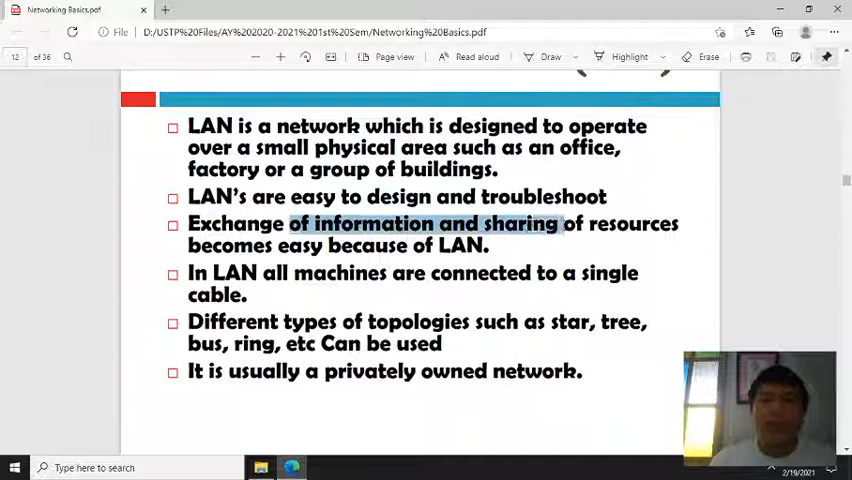 Networking Basics.pdf
File D:/USTP%20Files/AY%202020-2021%201st%20Sem/Networking%20Basics.pdf
12 of 36 Page view Read aloud Draw Highlight Erase
LAN is a network which is designed to operate
over a small physical area such as an office,
factory or a group of buildings.
LAN's are easy to design and troubleshoot
Exchange of information and sharing of resources
becomes easy because of LAN.
In LAN all machines are connected to a single
cable.
Different types of topologies such as star, tree,
bus, ring, etc Can be used
It is usually a privately owned network.
Type here to search
2/19/2021